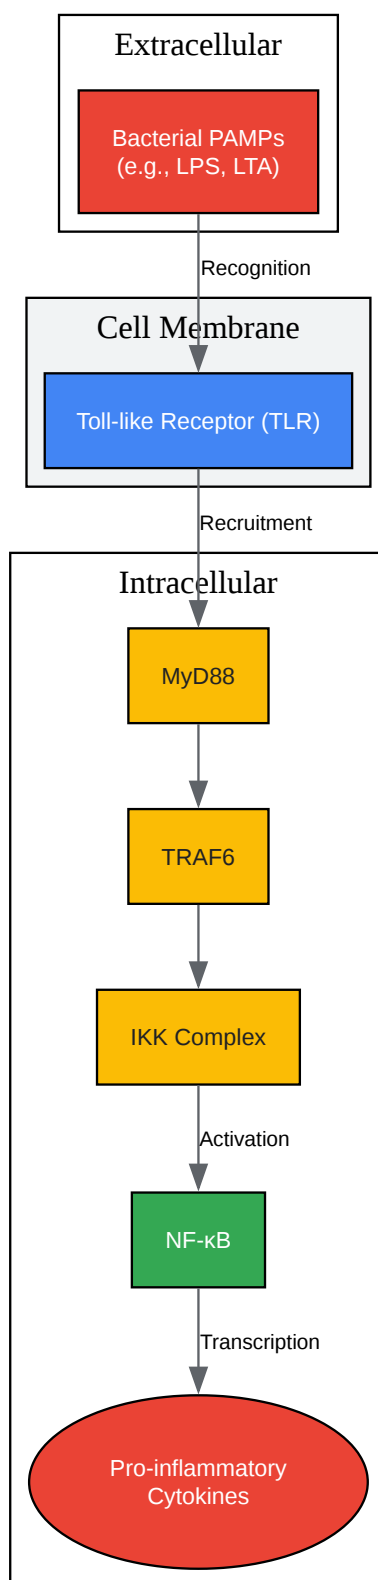 Extracellular
Bacterial PAMPs
(e.g., LPS, LTA)
Recognition
Cell Membrane
Toll-like Receptor (TLR)
Recruitment
Intracellular
MyD88
TRAF6
IKK Complex
Activation
NF-κB
Transcription
Pro-inflammatory
Cytokines